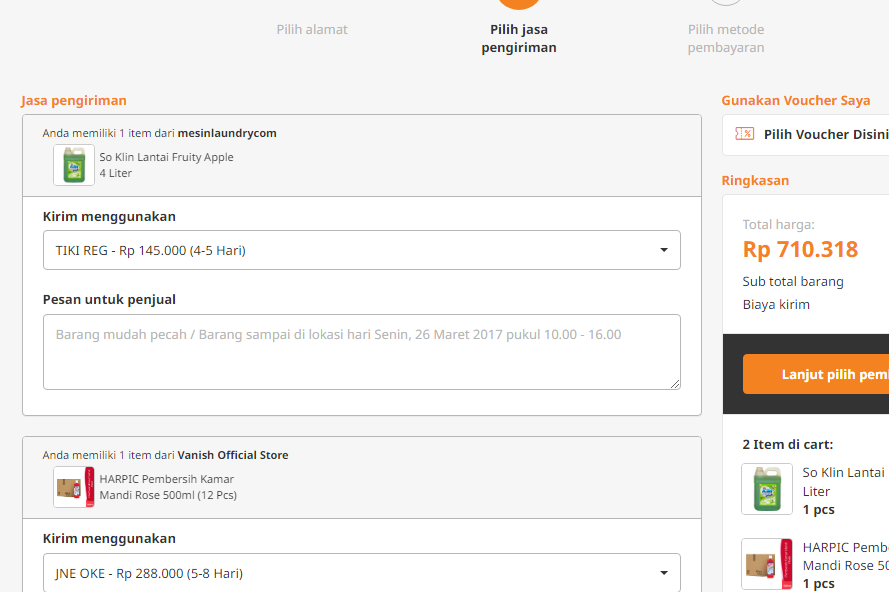 Pilih alamat
Pilih jasa
pengiriman
Pilih metode
pembayaran
Jasa pengiriman
Anda memiliki 1 item dari mesinlaundrycom
So Klin Lantai Fruity Apple
4 Liter
Kirim menggunakan
TIKI REG - Rp 145.000 (4-5 Hari)
Pesan untuk penjual
Barang mudah pecah / Barang sampai di lokasi hari Senin, 26 Maret 2017 pukul 10.00 - 16.00
Anda memiliki 1 item dari Vanish Official Store
HARPIC Pembersih Kamar
Mandi Rose 500ml (12 Pcs)
Kirim menggunakan
JNE OKE - Rp 288.000 (5-8 Hari)
Gunakan Voucher Saya
Pilih Voucher Disini
Ringkasan
Total harga:
Rp 710.318
Sub total barang
Biaya kirim
Lanjut pilih pem
2 Item di cart:
So Klin Lantai
Liter
1 pcs
HARPIC Pembe
Mandi Rose 50
1 pcs